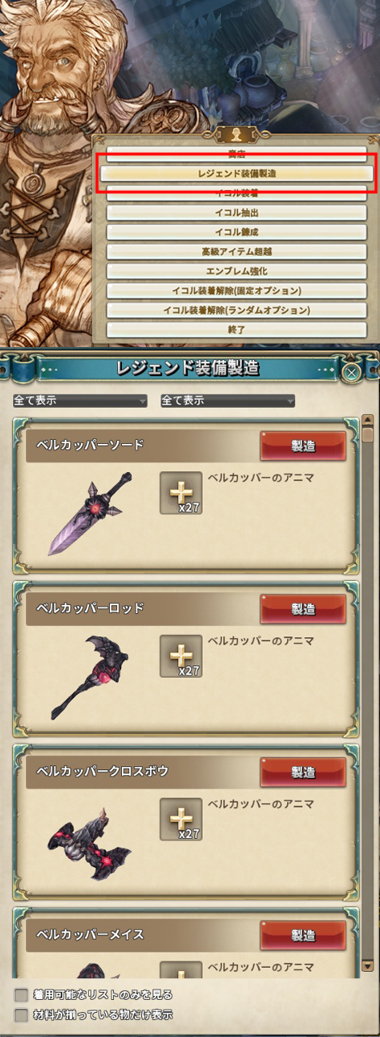 商店
レジェンド装備製造
イコル装着
イコル抽出
イコル錬成
高級アイテム超越
エンブレム強化
イコル装着解除(固定オプション)
イコル装着解除(ランダムオプション)
終了
レジェンド装備製造
全て表示 全て表示
ベルカッパーソード 製造
ベルカッパーのアニマ
x27
ベルカッパーロッド 製造
ベルカッパーのアニマ
x27
ベルカッパークロスボウ 製造
ベルカッパーのアニマ
x27
ベルカッパーメイス 製造
ベルカッパーのアニマ
着用可能なリストのみを見る
材料が揃っている物だけ表示